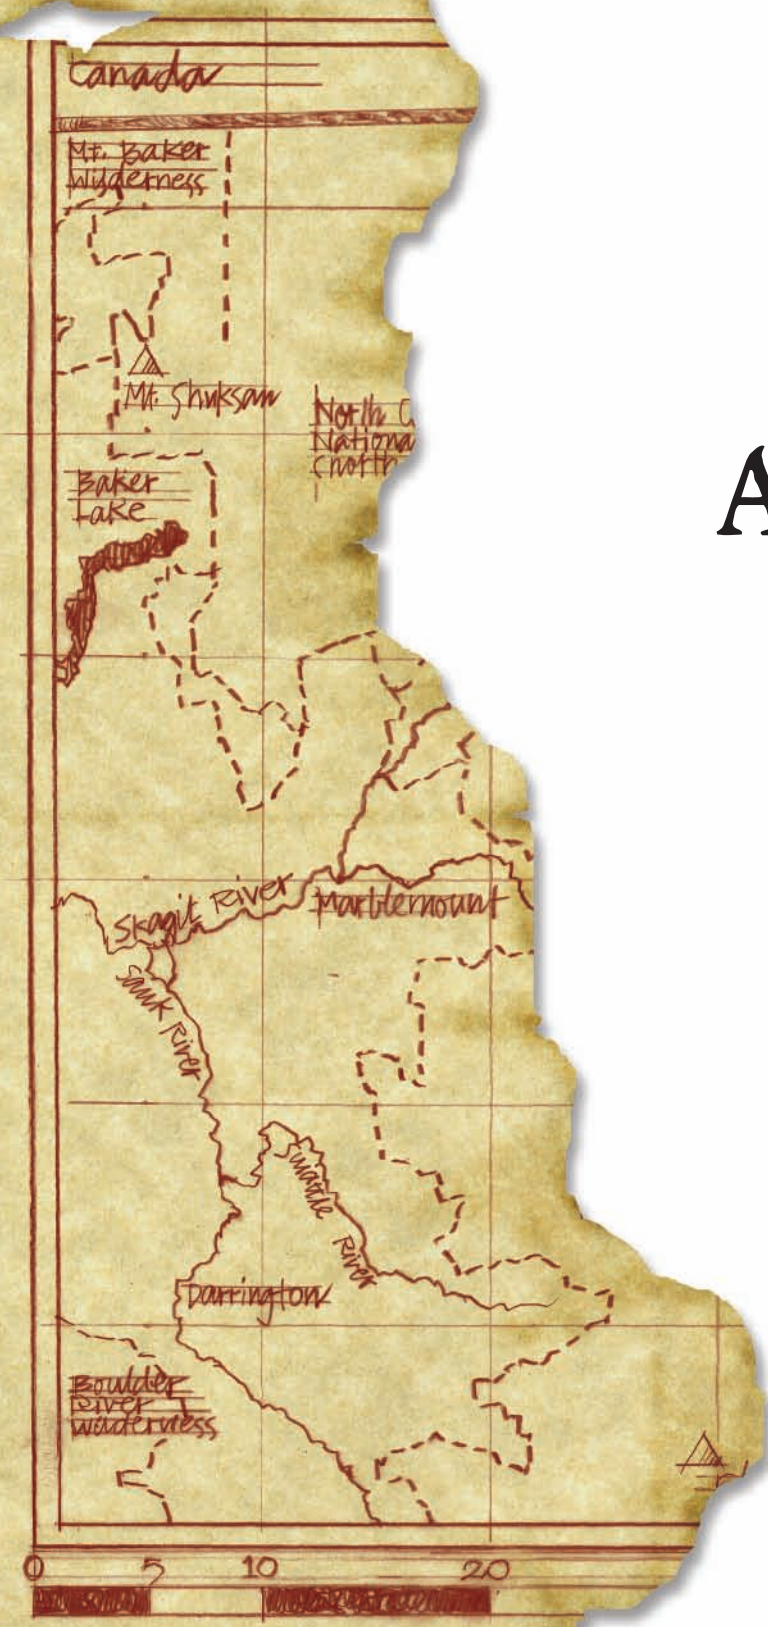 Canada
Mt. Baker
Wilderness
Mt. Shuksan
North C
Nationa
(north
Baker
Lake
A
Skagit River
Marblemount
Sauk River
Suiattle River
Darrington
Boulder
River
Wilderness
0 5 10 20